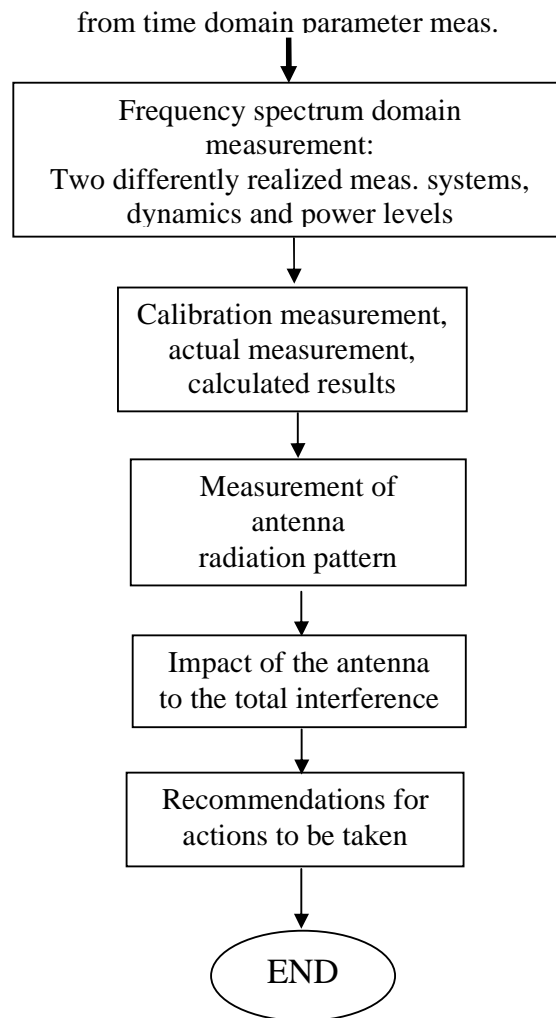 from time domain parameter meas.
Frequency spectrum domain
measurement:
Two differently realized meas. systems,
dynamics and power levels
Calibration measurement,
actual measurement,
calculated results
Measurement of
antenna
radiation pattern
Impact of the antenna
to the total interference
Recommendations for
actions to be taken
END